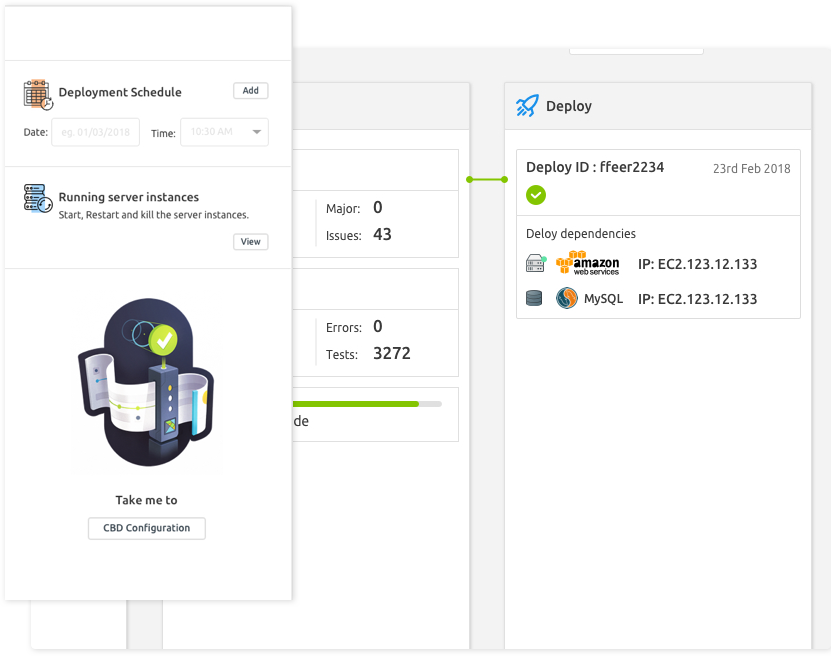 Deployment Schedule
Add
Date: eg. 01/03/2018 Time: 10:30 AM
Running server instances
Start, Restart and kill the server instances.
View
Take me to
CBD Configuration
Major: 0
Issues: 43
Errors: 0
Tests: 3272
de
Deploy
Deploy ID : ffeer2234 23rd Feb 2018
Deloy dependencies
amazon
web services
IP: EC2.123.12.133
MySQL IP: EC2.123.12.133